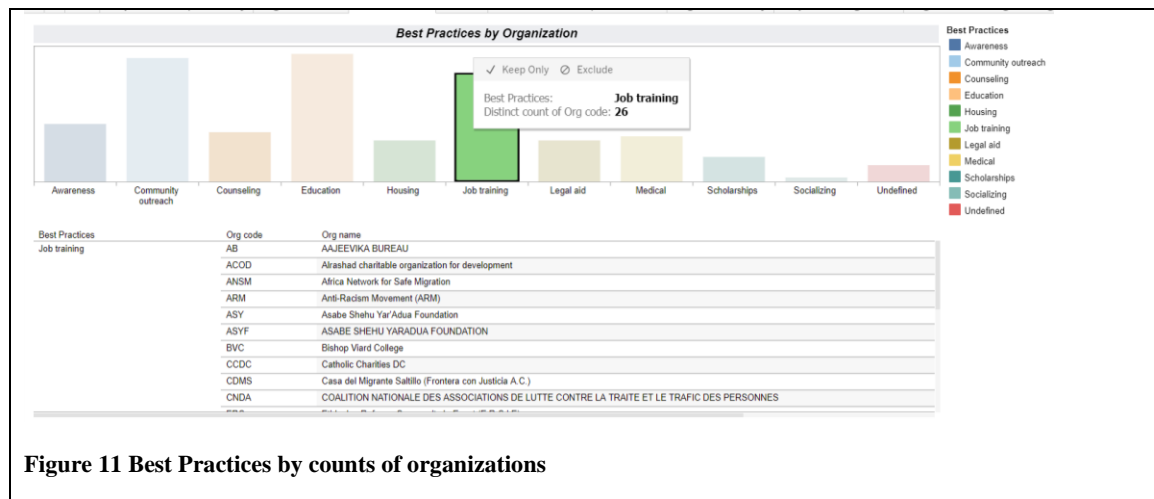 Best Practices by Organization
Keep Only Exclude
Best Practices: Job training
Distinct count of Org code: 26
Awareness Community outreach Counseling Education Housing Job training Legal aid Medical Scholarships Socializing Undefined
Best Practices
Awareness
Community outreach
Counseling
Education
Housing
Job training
Legal aid
Medical
Scholarships
Socializing
Undefined
Best Practices Org code Org name
Job training AB AAJEEVIKA BUREAU
ACOD Alrashad charitable organization for development
ANSM Africa Network for Safe Migration
ARM Anti-Racism Movement (ARM)
ASY Asabe Shehu Yar'Adua Foundation
ASYF ASABE SHEHU YARADUA FOUNDATION
BVC Bishop Viard College
CCDC Catholic Charities DC
CDMS Casa del Migrante Saltillo (Frontera con Justicia A.C.)
CNDA COALITION NATIONALE DES ASSOCIATIONS DE LUTTE CONTRE LA TRAITE ET LE TRAFIC DES PERSONNES
Figure 11 Best Practices by counts of organizations